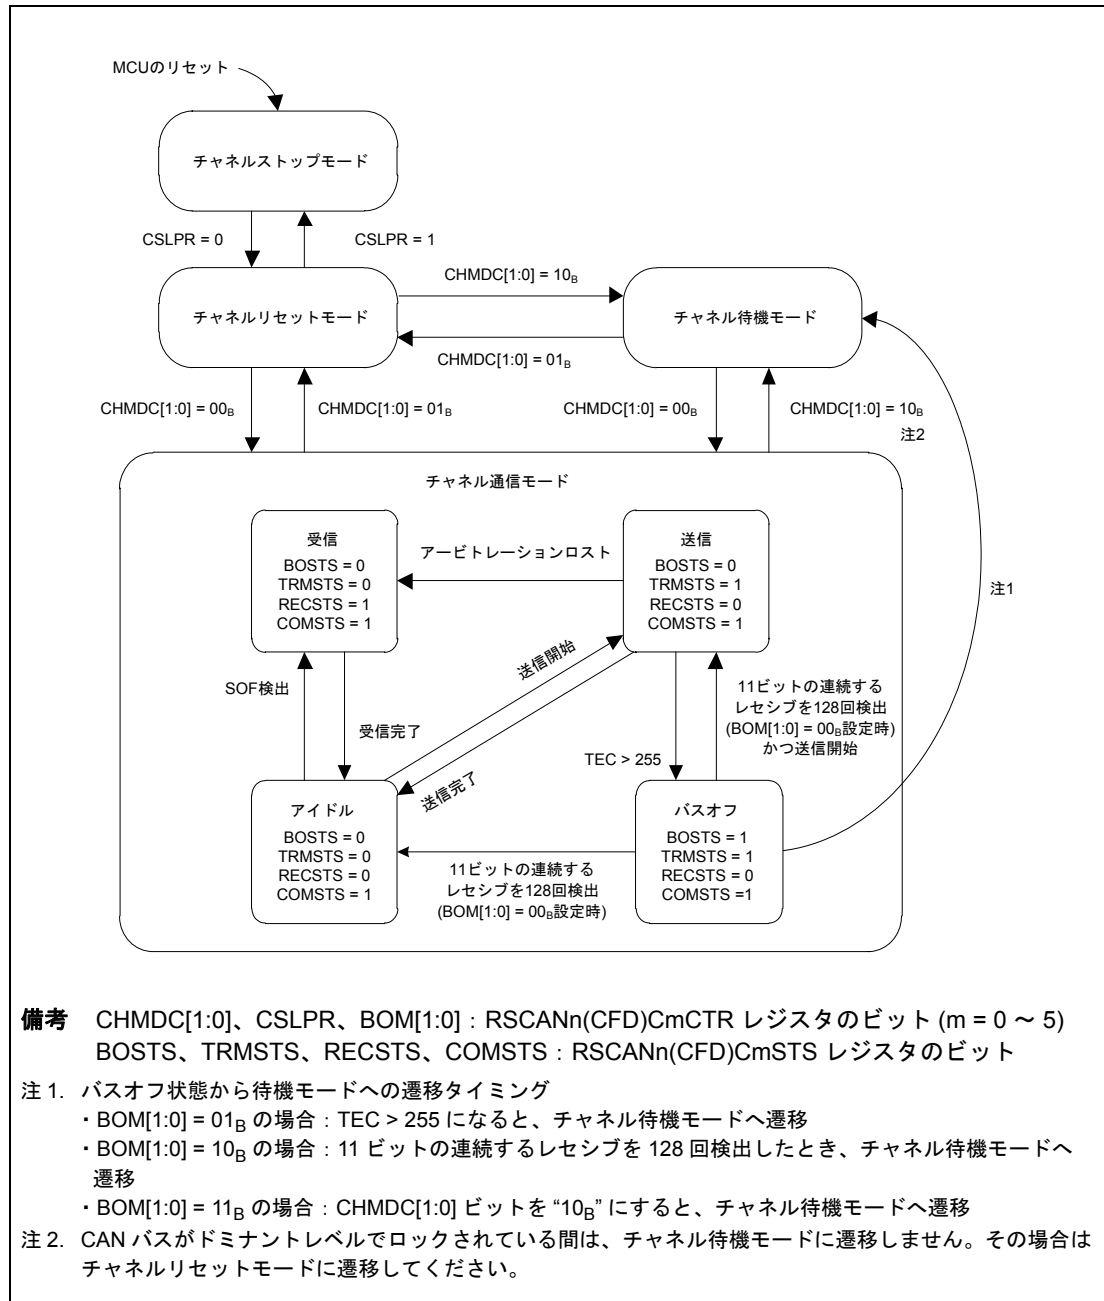 MCUのリセット
チャネルストップモード
CSLPR = 0
CSLPR = 1
CHMDC[1:0] = 10B
チャネルリセットモード
チャネル待機モード
CHMDC[1:0] = 01B
CHMDC[1:0] = 00B
CHMDC[1:0] = 01B
CHMDC[1:0] = 00B
CHMDC[1:0] = 10B
注2
チャネル通信モード
受信
BOSTS = 0
TRMSTS = 0
RECSTS = 1
COMSTS = 1
アービトレーションロスト
送信
BOSTS = 0
TRMSTS = 1
RECSTS = 0
COMSTS = 1
注1
SOF検出
受信完了
送信開始
送信完了
TEC > 255
11ビットの連続する
レセシブを128回検出
(BOM[1:0] = 00B設定時)
かつ送信開始
アイドル
BOSTS = 0
TRMSTS = 0
RECSTS = 0
COMSTS = 1
11ビットの連続する
レセシブを128回検出
(BOM[1:0] = 00B設定時)
バスオフ
BOSTS = 1
TRMSTS = 1
RECSTS = 0
COMSTS =1
備考 CHMDC[1:0]、CSLPR、BOM[1:0]：RSCANn(CFD)CmCTR レジスタのビット (m = 0 ～ 5)
BOSTS、TRMSTS、RECSTS、COMSTS：RSCANn(CFD)CmSTS レジスタのビット
注 1. バスオフ状態から待機モードへの遷移タイミング
・BOM[1:0] = 01B の場合：TEC > 255 になると、チャネル待機モードへ遷移
・BOM[1:0] = 10B の場合：11 ビットの連続するレセシブを 128 回検出したとき、チャネル待機モードへ
遷移
・BOM[1:0] = 11B の場合：CHMDC[1:0] ビットを “10B” にすると、チャネル待機モードへ遷移
注 2. CAN バスがドミナントレベルでロックされている間は、チャネル待機モードに遷移しません。その場合は
チャネルリセットモードに遷移してください。